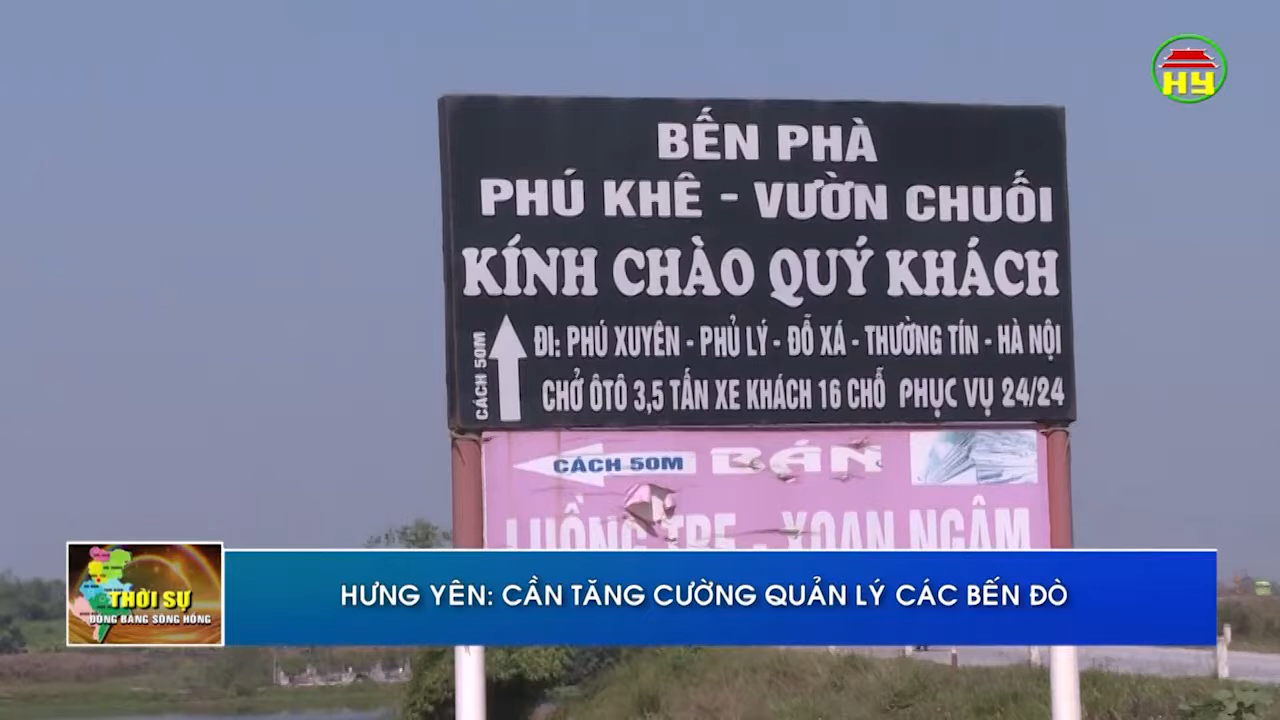 HY
BẾN PHÀ
PHÚ KHÊ - VƯỜN CHUỐI
KÍNH CHÀO QUÝ KHÁCH
CÁCH 50M
ĐI: PHÚ XUYÊN - PHỦ LÝ - ĐỖ XÁ - THƯỜNG TÍN - HÀ NỘI
CHỞ ÔTÔ 3,5 TẤN XE KHÁCH 16 CHỖ PHỤC VỤ 24/24
CÁCH 50M BÁN
LUỒNG TRE - XOAN NGÂM
THỜI SỰ
ĐỒNG BẰNG SÔNG HỒNG
HƯNG YÊN: CẦN TĂNG CƯỜNG QUẢN LÝ CÁC BẾN ĐÒ